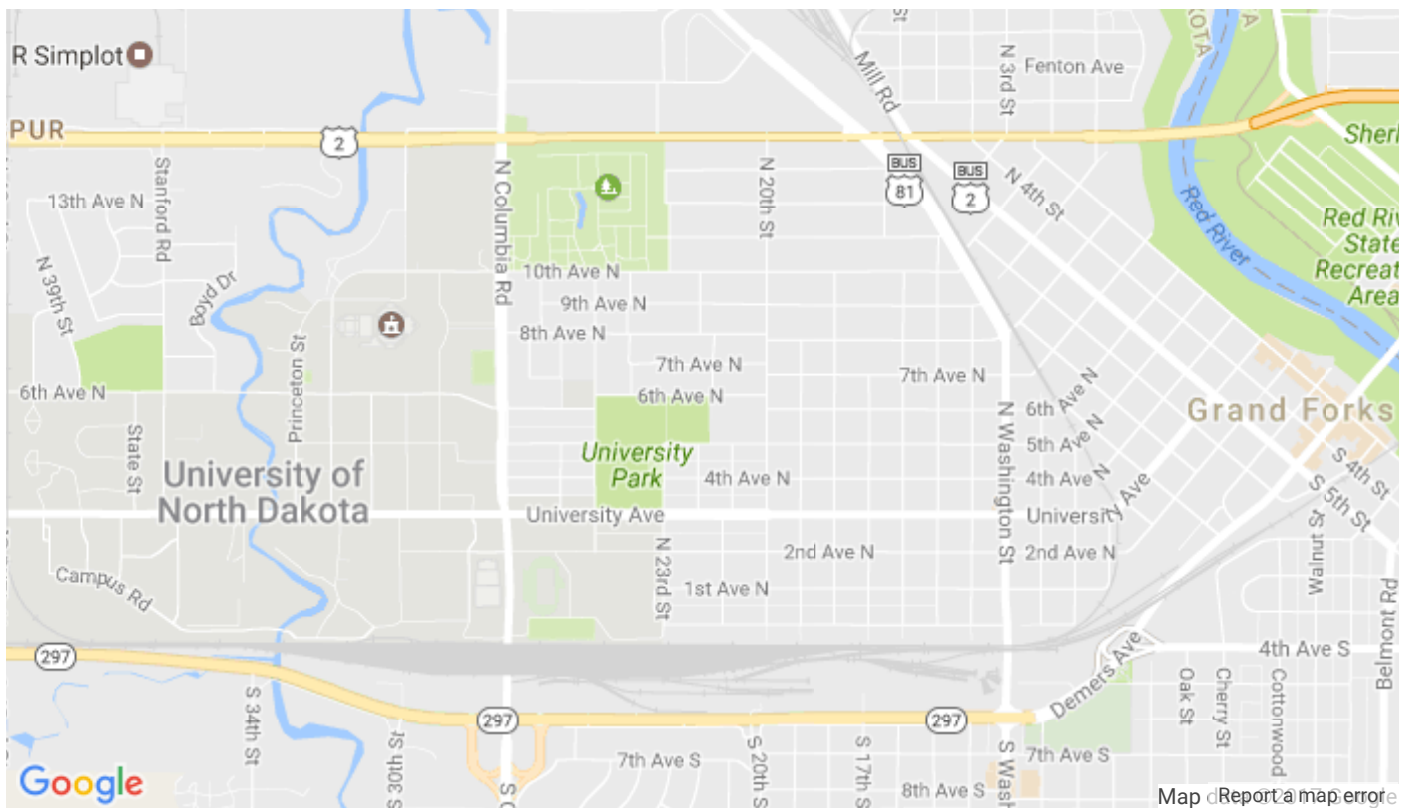 R Simplot
PUR
2
Stanford Rd
13th Ave N
N 39th St
Boyd Dr
Princeton St
6th Ave N
State St
University of
North Dakota
Campus Rd
297
S 34th St
S 30th St
N Columbia Rd
10th Ave N
9th Ave N
8th Ave N
7th Ave N
6th Ave N
University
Park
4th Ave N
University Ave
N 23rd St
2nd Ave N
1st Ave N
N 20th St
Mill Rd
N 3rd St
Fenton Ave
BUS
81
BUS
2
N 4th St
7th Ave N
N Washington St
6th Ave N
5th Ave N
4th Ave N
University Ave
2nd Ave N
Red River
Red Riv
State
Recreat
Area
Sherl
KOTA
Grand Forks
S 4th St
S 5th St
Walnut St
Belmont Rd
4th Ave S
Demers Ave
Oak St
Cherry St
Cottonwood
7th Ave S
297
297
7th Ave S
S 20th St
S 17th St
8th Ave S
S Wash
Google
Map
Report a map error